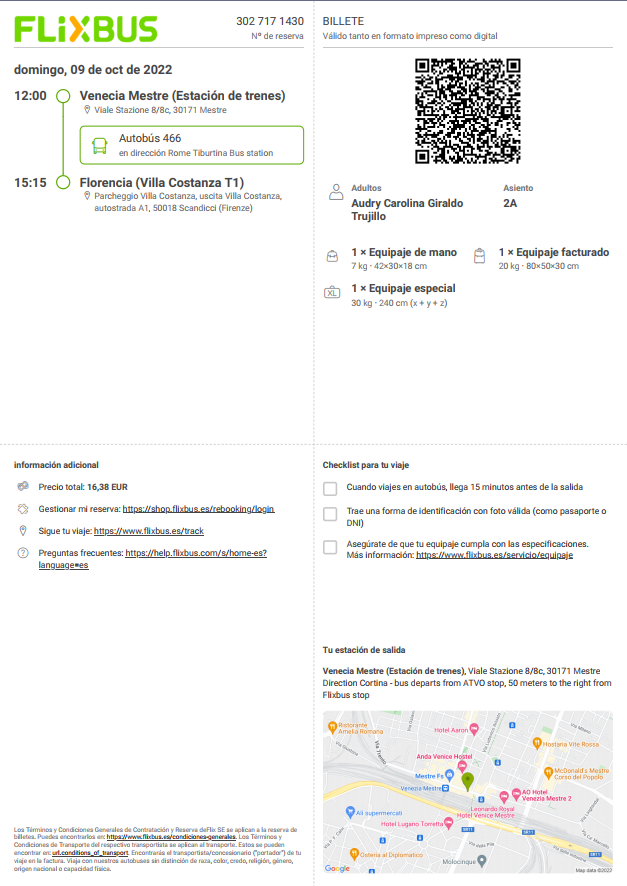 FLiXBUS
302 717 1430
Nº de reserva
domingo, 09 de oct de 2022
12:00
Venecia Mestre (Estación de trenes)
Viale Stazione 8/8c, 30171 Mestre
Autobús 466
en dirección Rome Tiburtina Bus station
15:15
Florencia (Villa Costanza T1)
Parcheggio Villa Costanza, uscita Villa Costanza,
autostrada A1, 50018 Scandicci (Firenze)
BILLETE
Válido tanto en formato impreso como digital
Adultos
Asiento
Audry Carolina Giraldo
Trujillo
2A
1 × Equipaje de mano
7 kg · 42×30×18 cm
1 × Equipaje facturado
20 kg · 80×50×30 cm
XL
1 × Equipaje especial
30 kg · 240 cm (x + y + z)
información adicional
Precio total: 16,38 EUR
Gestionar mi reserva: https://shop.flixbus.es/rebooking/login
Sigue tu viaje: https://www.flixbus.es/track
Preguntas frecuentes: https://help.flixbus.com/s/home-es?
language=es
Los Términos y Condiciones Generales de Contratación y Reserva deFlix SE se aplican a la reserva de
billetes. Puedes encontrarlos en: https://www.flixbus.es/condiciones-generales. Los Términos y
Condiciones de Transporte del respectivo transportista se aplican al transporte. Estos se pueden
encontrar en: url.conditions_of_transport. Encontrarás al transportista/concesionario ("portador") de tu
viaje en la factura. Viaja con nuestros autobuses sin distinción de raza, color, credo, religión, género,
origen nacional o capacidad física.
Checklist para tu viaje
Cuando viajes en autobús, llega 15 minutos antes de la salida
Trae una forma de identificación con foto válida (como pasaporte o
DNI)
Asegúrate de que tu equipaje cumpla con las especificaciones.
Más información: https://www.flixbus.es/servicio/equipaje
Tu estación de salida
Venecia Mestre (Estación de trenes), Viale Stazione 8/8c, 30171 Mestre
Direction Cortina - bus departs from ATVO stop, 50 meters to the right from
Flixbus stop
Ristorante
Amelia Romana
Hotel Aaron
Hostaria Vite Rossa
Anda Venice Hostel
Mestre Fs
McDonald's Mestre
Corso del Popolo
Venezia Mestre
AO Hotel
Venezia Mestre 2
Leonardo Royal
Hotel Venice Mestre
Alì supermercati
Hotel Lugano Torretta
SR11
SR11
SR11
Osteria al Diplomatico
Molocinque
Google
Map data ©2022